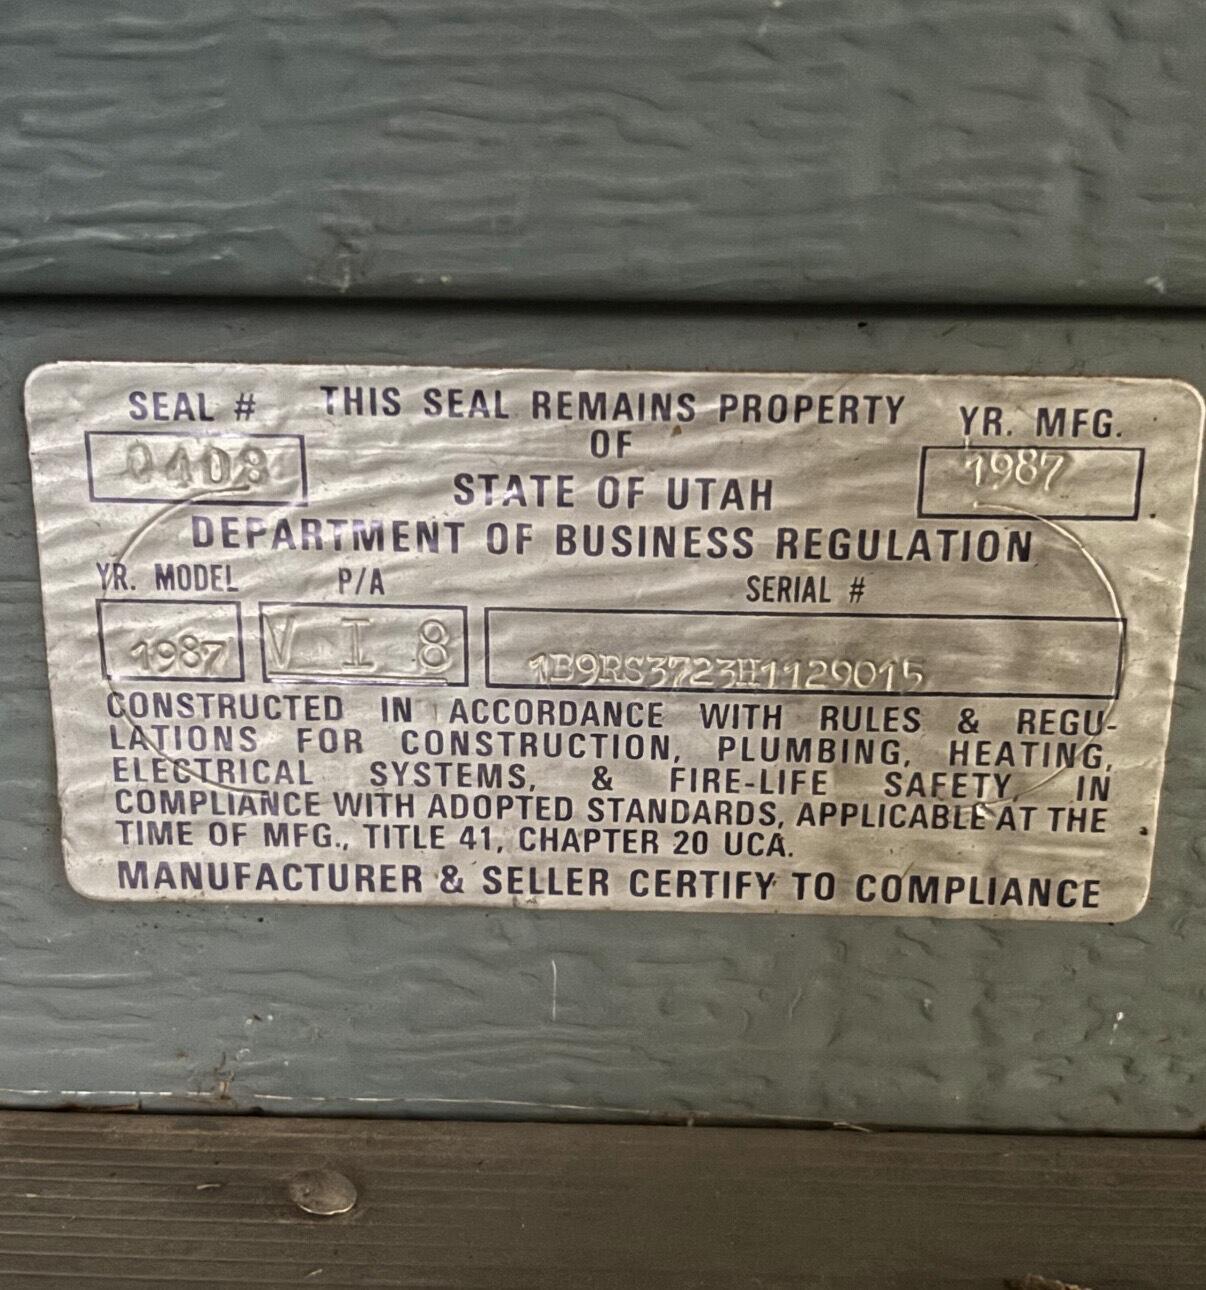 SEAL # THIS SEAL REMAINS PROPERTY YR. MFG.
OF
0408 1987
STATE OF UTAH
DEPARTMENT OF BUSINESS REGULATION
YR. MODEL P/A SERIAL #
1987 V I 8 1B9RS3723H1129015
CONSTRUCTED IN ACCORDANCE WITH RULES & REGU-
LATIONS FOR CONSTRUCTION, PLUMBING, HEATING,
ELECTRICAL SYSTEMS, & FIRE-LIFE SAFETY, IN
COMPLIANCE WITH ADOPTED STANDARDS, APPLICABLE AT THE
TIME OF MFG., TITLE 41, CHAPTER 20 UCA.
MANUFACTURER & SELLER CERTIFY TO COMPLIANCE